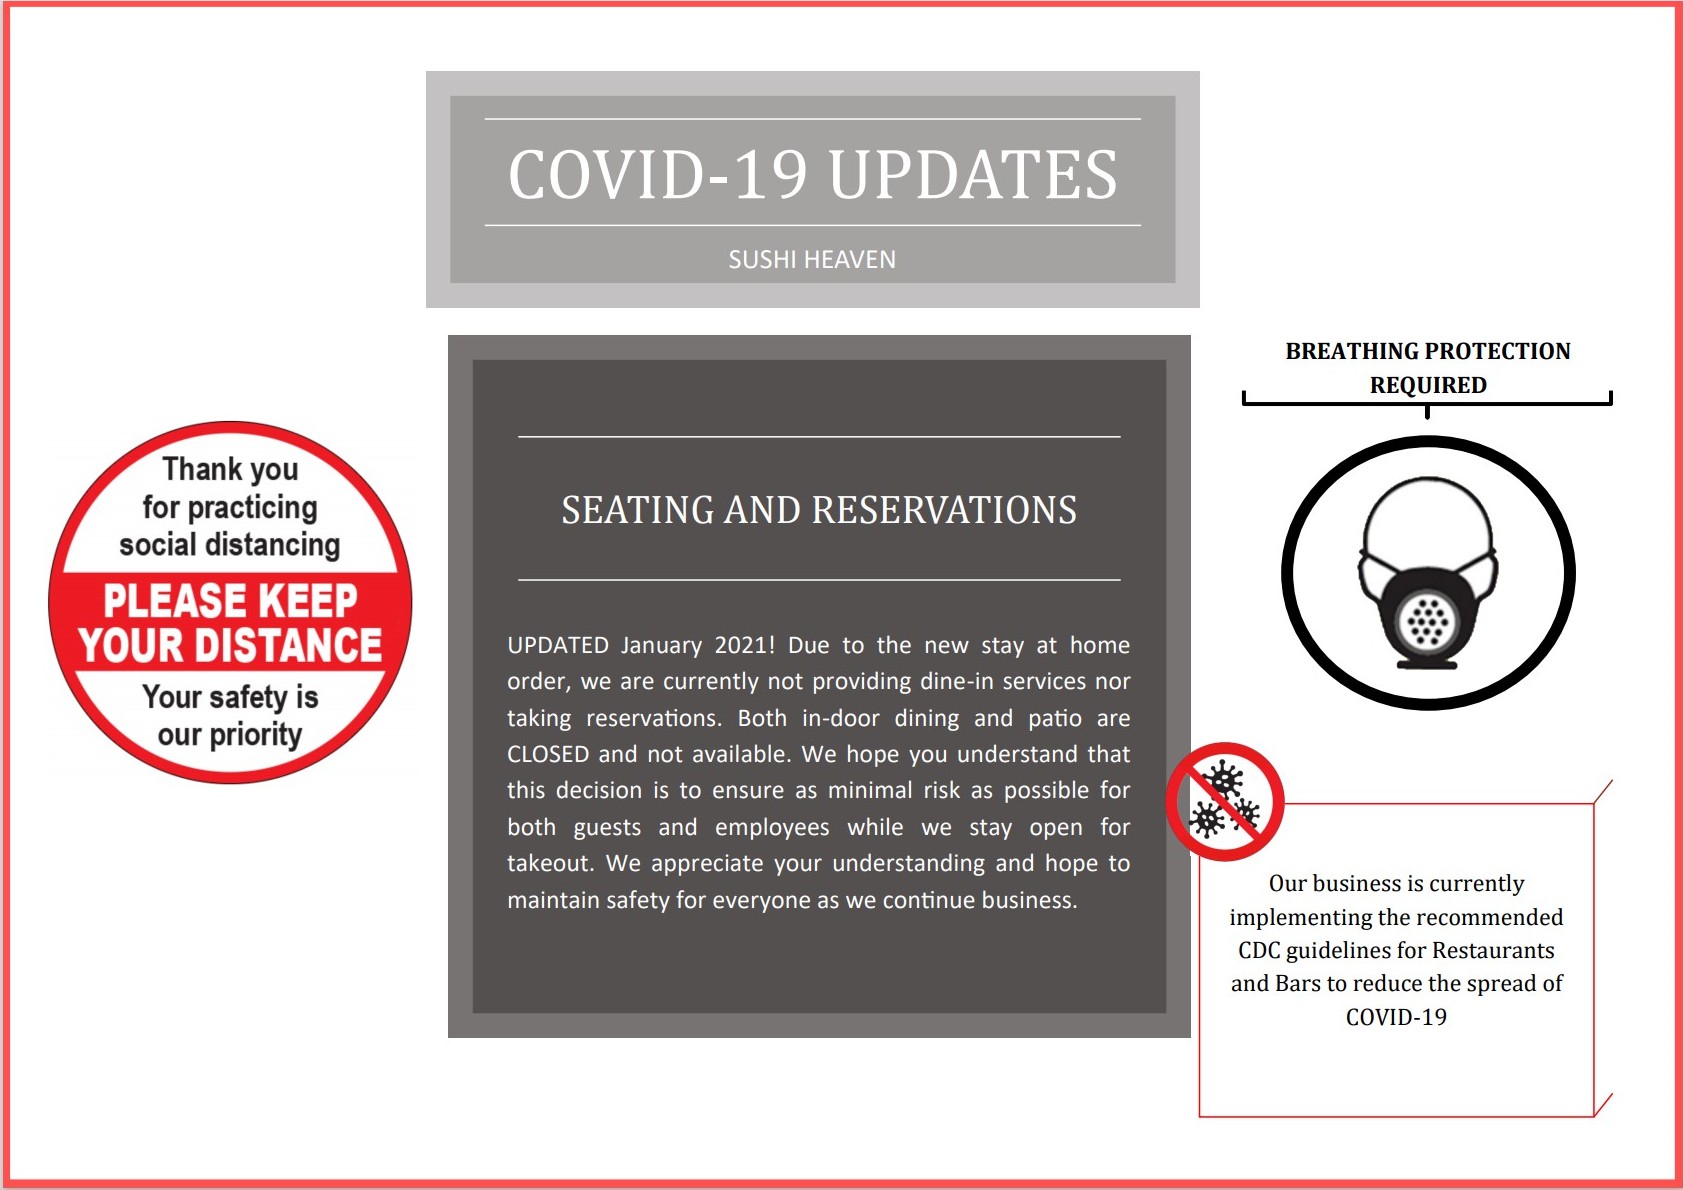 COVID-19 UPDATES
SUSHI HEAVEN
Thank you
for practicing
social distancing
PLEASE KEEP
YOUR DISTANCE
Your safety is
our priority
SEATING AND RESERVATIONS
UPDATED January 2021! Due to the new stay at home
order, we are currently not providing dine-in services nor
taking reservations. Both in-door dining and patio are
CLOSED and not available. We hope you understand that
this decision is to ensure as minimal risk as possible for
both guests and employees while we stay open for
takeout. We appreciate your understanding and hope to
maintain safety for everyone as we continue business.
BREATHING PROTECTION
REQUIRED
Our business is currently
implementing the recommended
CDC guidelines for Restaurants
and Bars to reduce the spread of
COVID-19